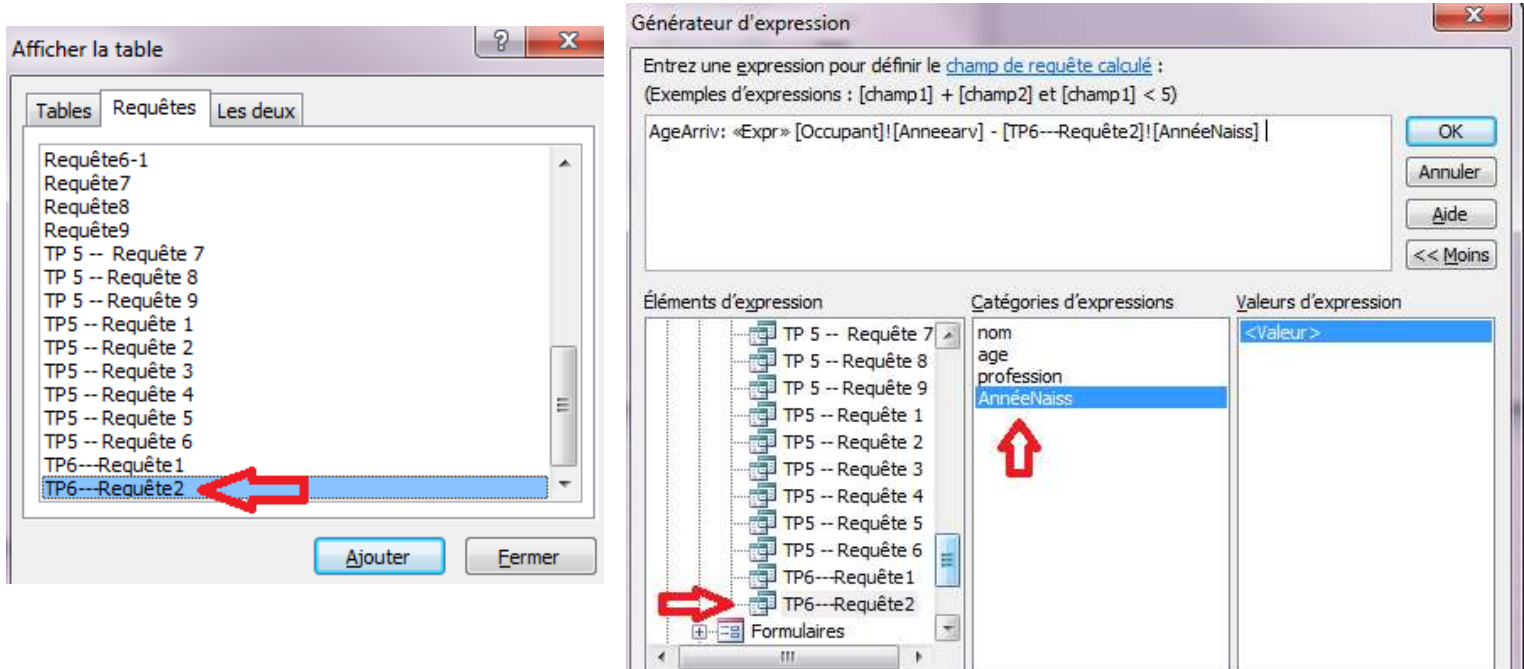 Afficher la table
Tables Requêtes Les deux
Requête6-1
Requête7
Requête8
Requête9
TP 5 -- Requête 7
TP 5 -- Requête 8
TP 5 -- Requête 9
TP5 -- Requête 1
TP5 -- Requête 2
TP5 -- Requête 3
TP5 -- Requête 4
TP5 -- Requête 5
TP5 -- Requête 6
TP6---Requête1
TP6---Requête2
Ajouter Fermer
Générateur d'expression
Entrez une expression pour définir le champ de requête calculé :
(Exemples d'expressions : [champ1] + [champ2] et [champ1] < 5)
AgeArriv: «Expr» [Occupant]![Anneearv] - [TP6---Requête2]![AnnéeNaiss]
OK
Annuler
Aide
<< Moins
Éléments d'expression
TP 5 -- Requête 7
TP 5 -- Requête 8
TP 5 -- Requête 9
TP5 -- Requête 1
TP5 -- Requête 2
TP5 -- Requête 3
TP5 -- Requête 4
TP5 -- Requête 5
TP5 -- Requête 6
TP6---Requête1
TP6---Requête2
Formulaires
Catégories d'expressions
nom
age
profession
AnnéeNaiss
Valeurs d'expression
<Valeur>